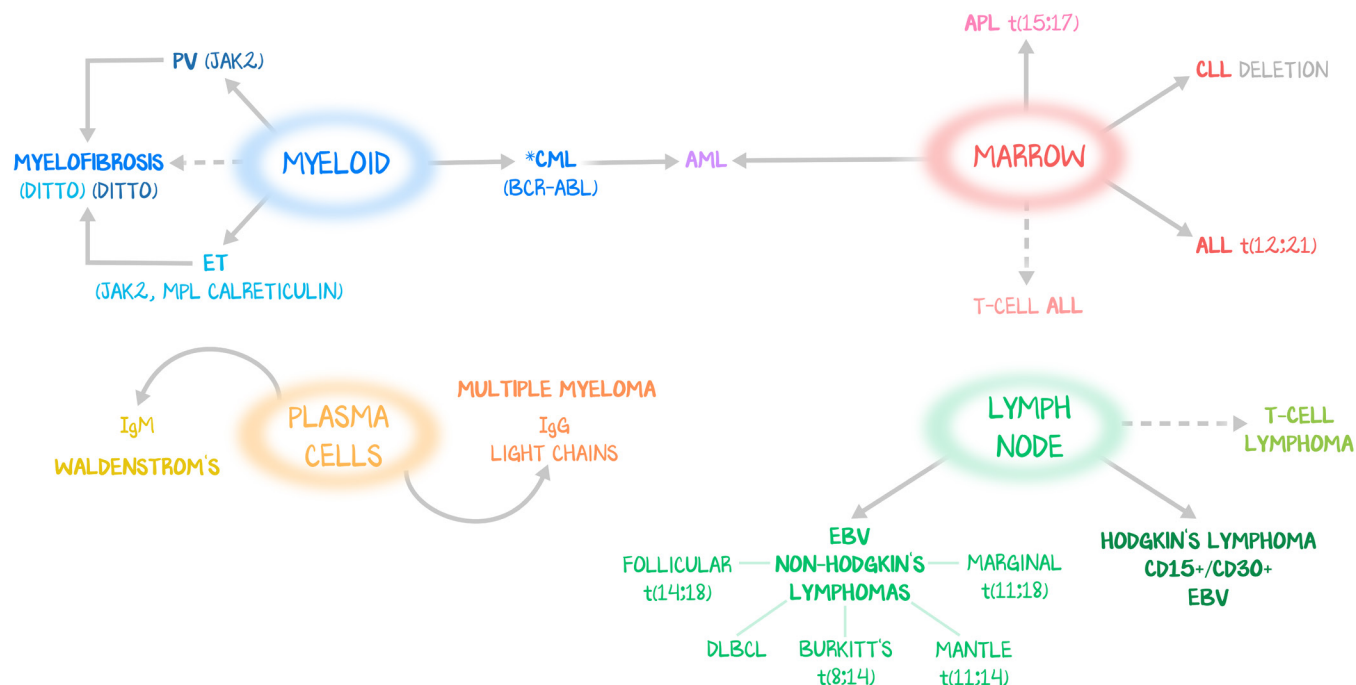 APL t(15;17)
PV (JAK2)
CLL DELETION
MYELOID
MARROW
MYELOFIBROSIS
(DITTO) (DITTO)
*CML
(BCR-ABL)
AML
ALL t(12;21)
ET
(JAK2, MPL CALRETICULIN)
T-CELL ALL
PLASMA
CELLS
IgM
WALDENSTROM'S
MULTIPLE MYELOMA
IgG
LIGHT CHAINS
LYMPH
NODE
T-CELL
LYMPHOMA
EBV
NON-HODGKIN'S
LYMPHOMAS
FOLLICULAR
t(14;18)
MARGINAL
t(11;18)
DLBCL
BURKITT'S
t(8;14)
MANTLE
t(11;14)
HODGKIN'S LYMPHOMA
CD15+/CD30+
EBV